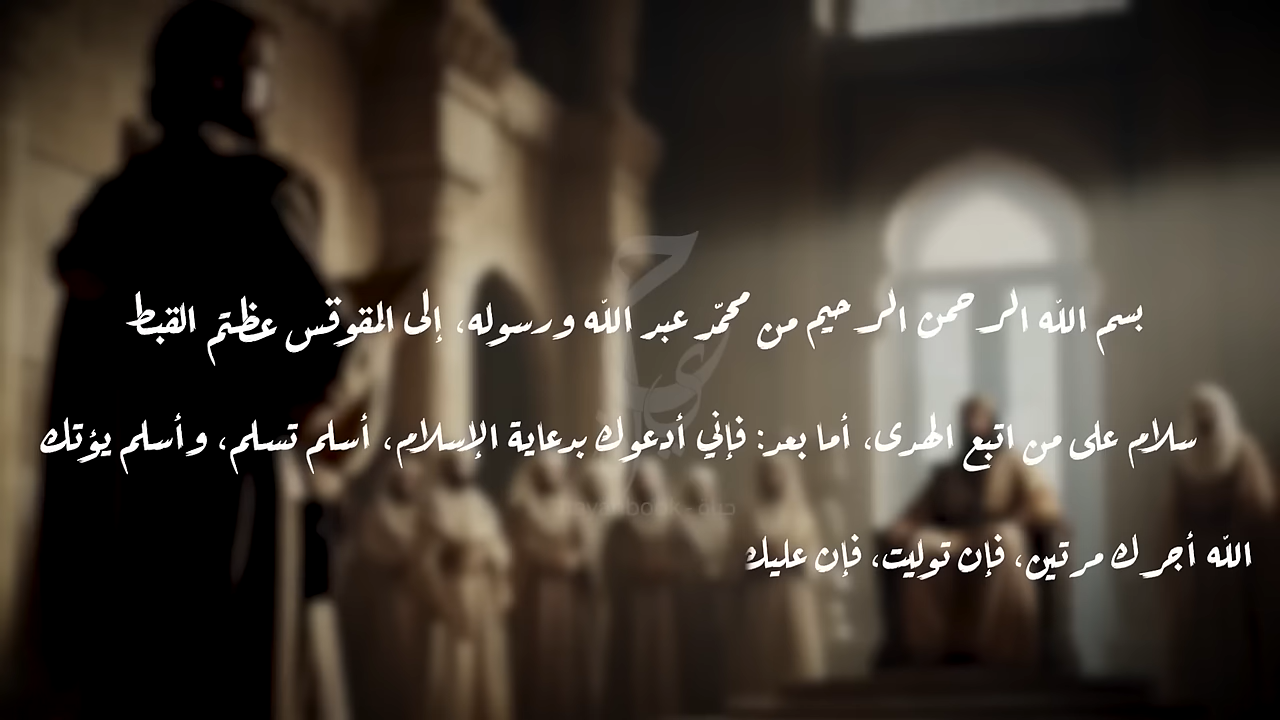 بسم الله الرحمن الرحيم من محمّد عبد الله ورسوله، إلى المقوقس عظيم القبط
سلام على من اتبع الهدى، أما بعد: فإني أدعوك بدعاية الإسلام، أسلم تسلم، وأسلم يؤتك
الله أجرك مرتين، فإن توليت، فإن عليك